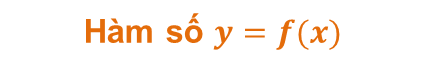 Hàm số y = f(x)